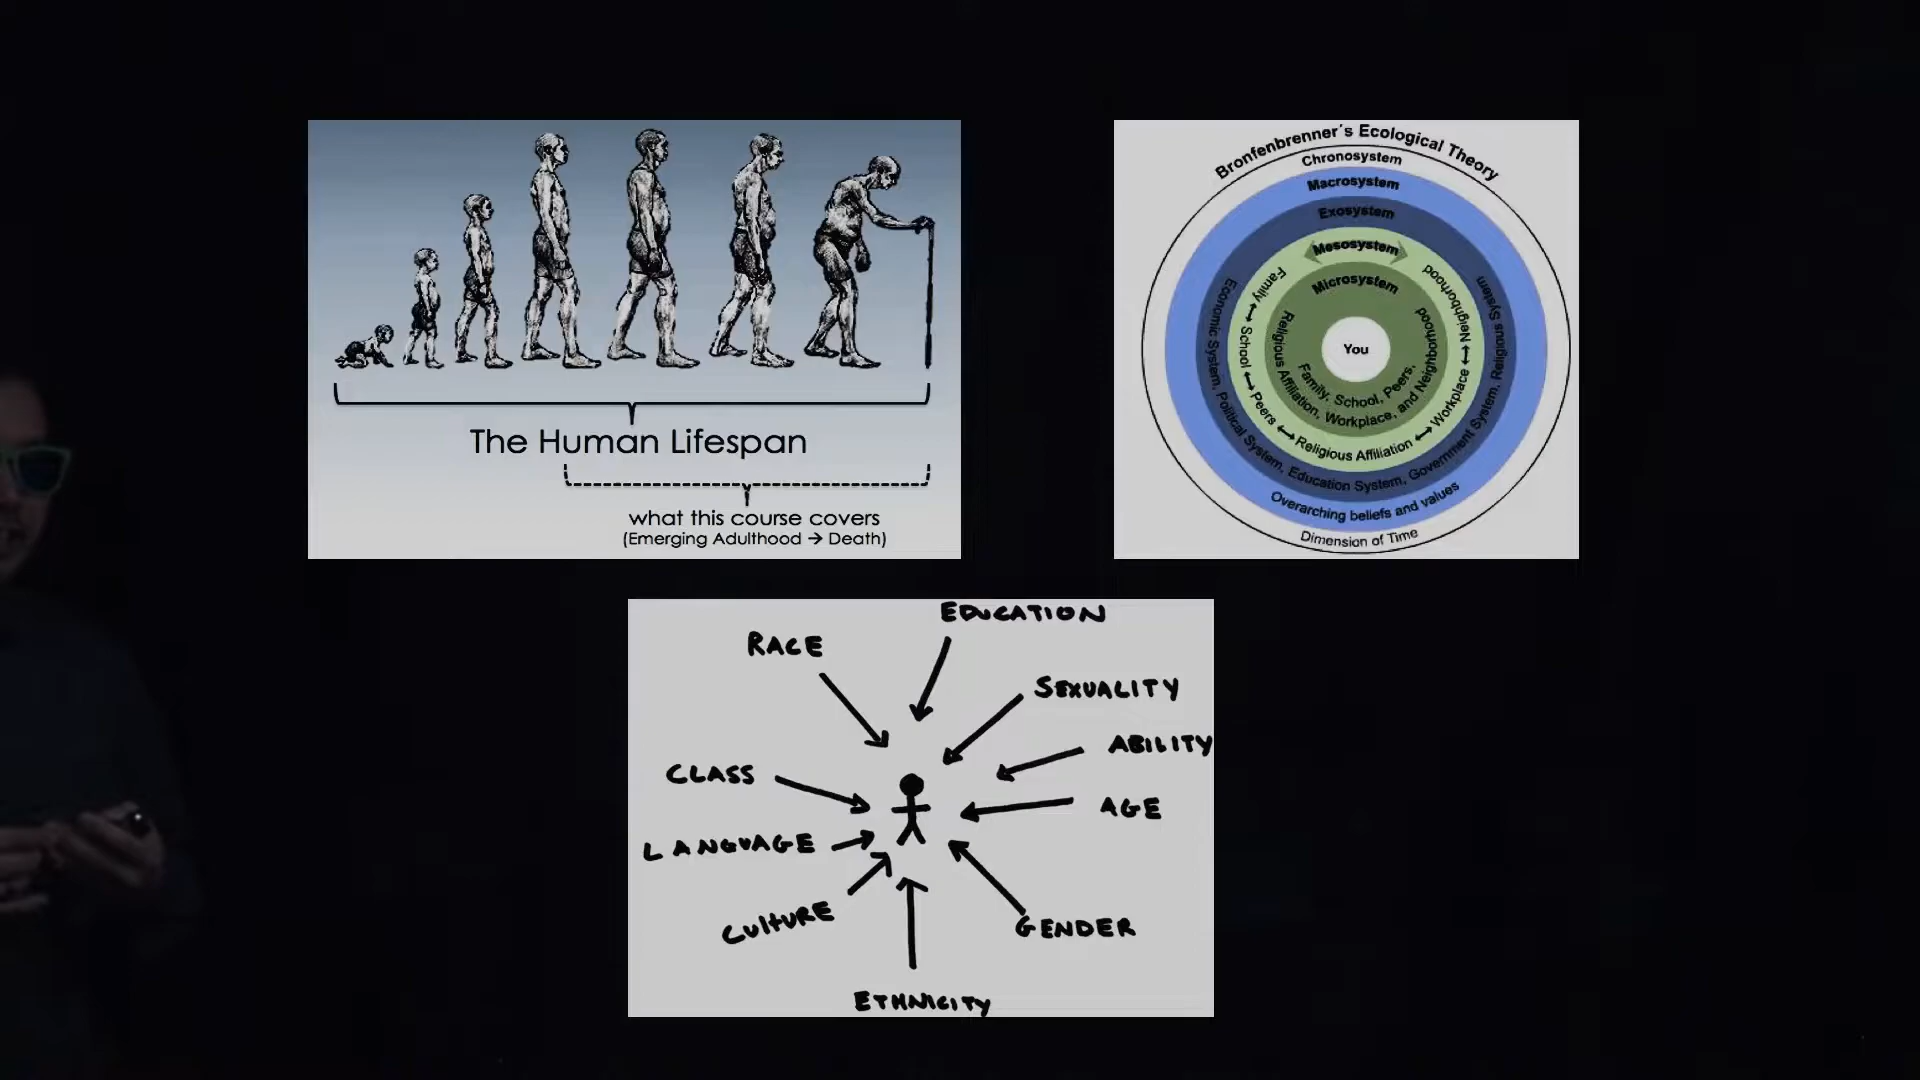 The Human Lifespan
what this course covers
(Emerging Adulthood → Death)
Bronfenbrenner´s Ecological Theory
Chronosystem
Macrosystem
Exosystem
Mesosystem
Microsystem
You
Family, School, Peers,
Religious Affiliation, Workplace, and Neighborhood
Family ↔ School ↔ Peers ↔ Religious Affiliation ↔ Workplace ↔ Neighborhood
Economic System, Political System, Education System, Government System, Religious System
Overarching beliefs and values
Dimension of Time
EDUCATION
RACE
SEXUALITY
ABILITY
CLASS
AGE
LANGUAGE
CULTURE
GENDER
ETHNICITY